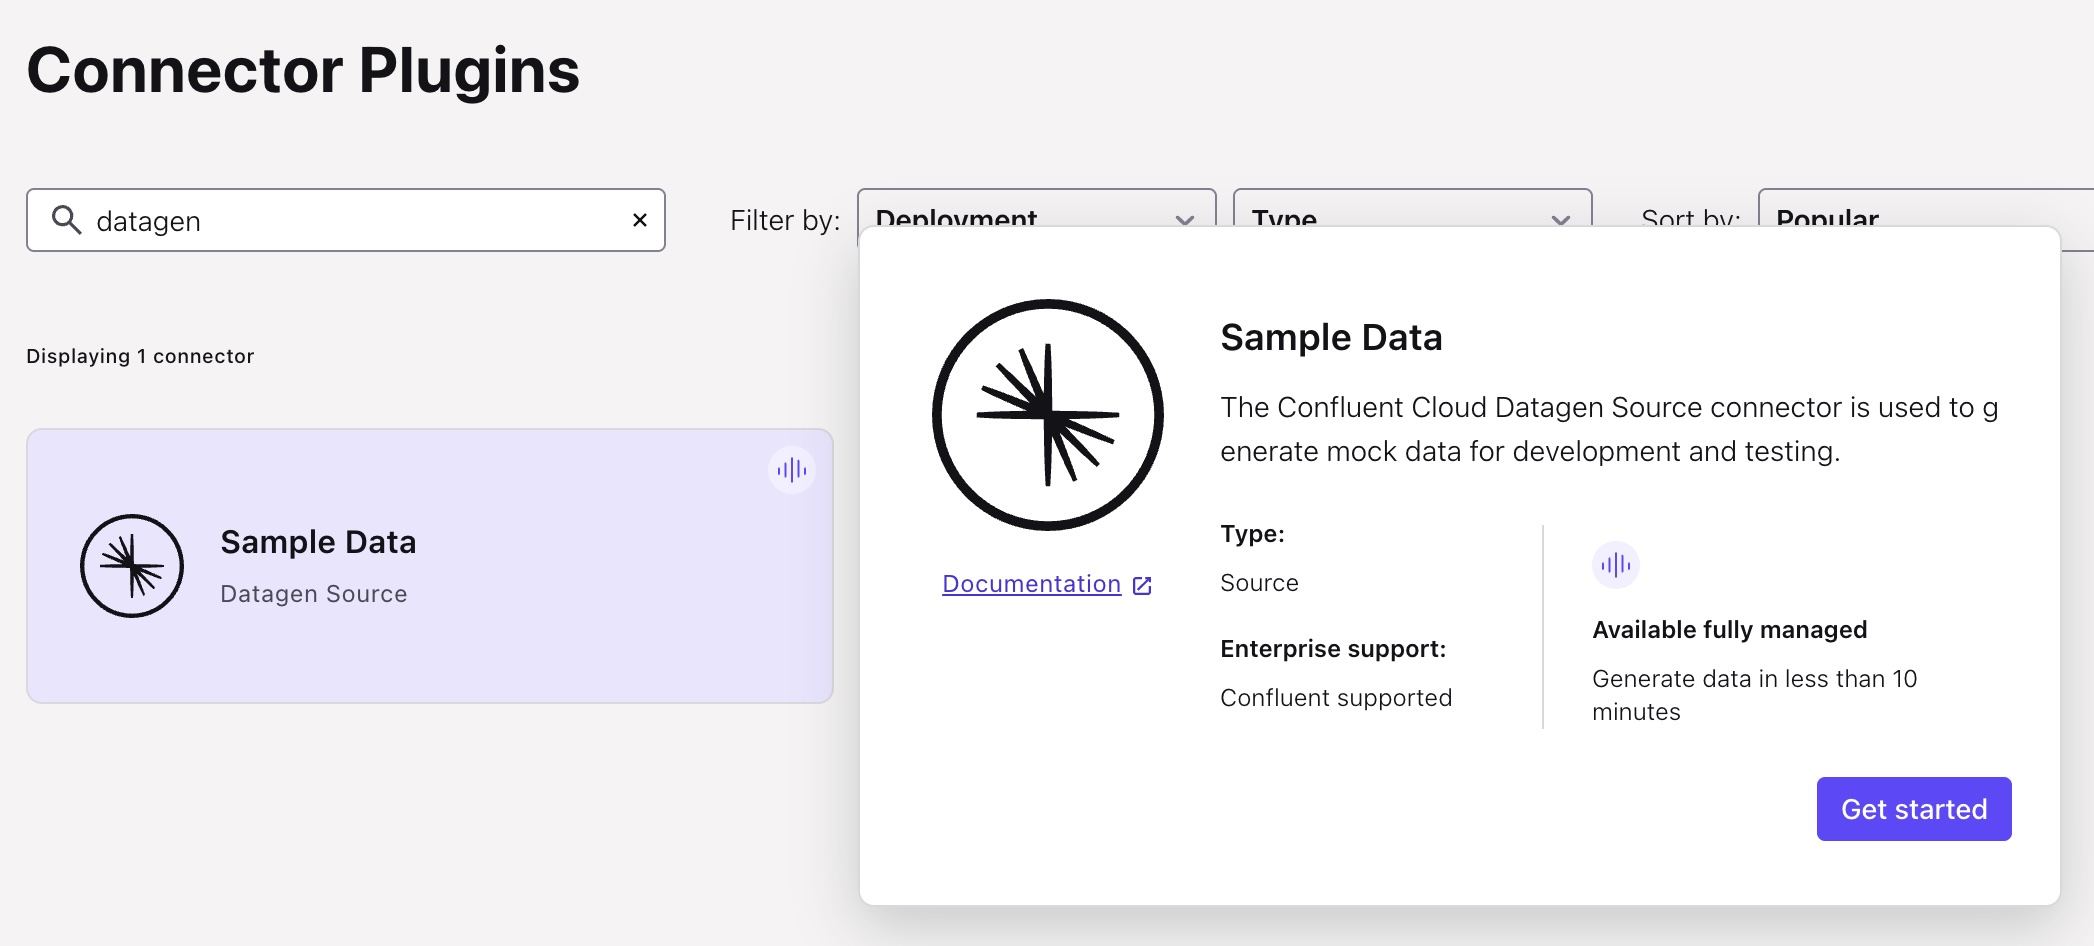 Connector Plugins
datagen
Filter by:
Deployment
Type
Sort by:
Popular
Displaying 1 connector
Sample Data
Datagen Source
Sample Data
The Confluent Cloud Datagen Source connector is used to g
enerate mock data for development and testing.
Documentation
Type:
Source
Enterprise support:
Confluent supported
Available fully managed
Generate data in less than 10
minutes
Get started